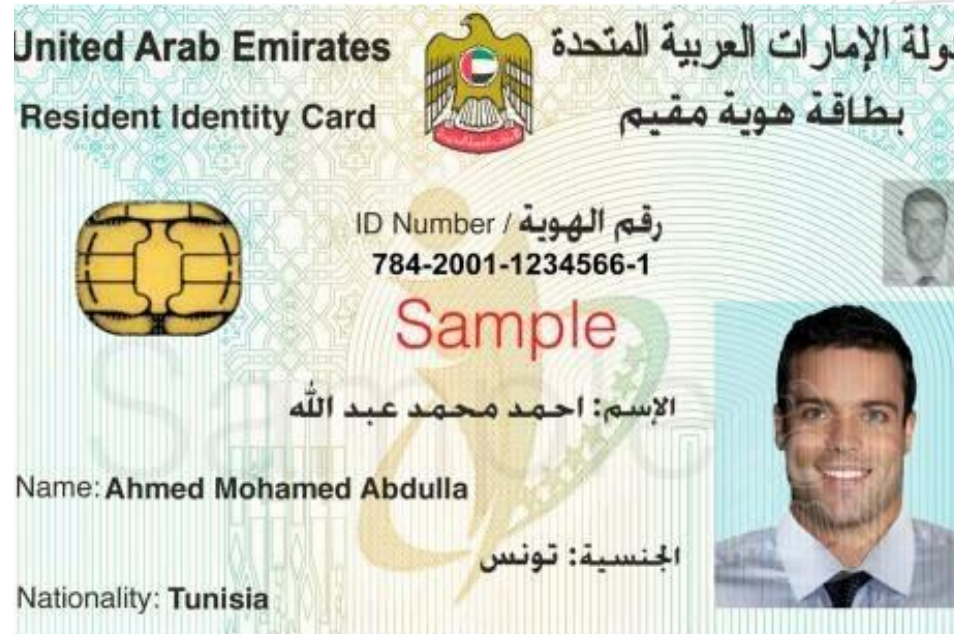 United Arab Emirates
دولة الإمارات العربية المتحدة
Resident Identity Card
بطاقة هوية مقيم
ID Number / رقم الهوية
784-2001-1234566-1
Sample
الإسم: احمد محمد عبد الله
Name: Ahmed Mohamed Abdulla
الجنسية: تونس
Nationality: Tunisia
Sample